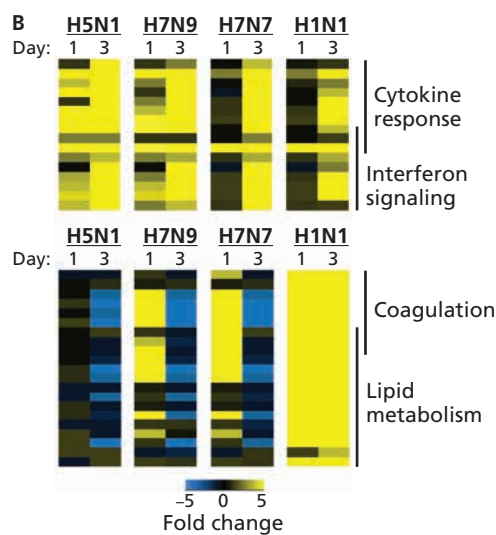 B
H5N1 H7N9 H7N7 H1N1
Day: 1 3 1 3 1 3 1 3
Cytokine
response
Interferon
signaling
H5N1 H7N9 H7N7 H1N1
Day: 1 3 1 3 1 3 1 3
Coagulation
Lipid
metabolism
–5 0 5
Fold change